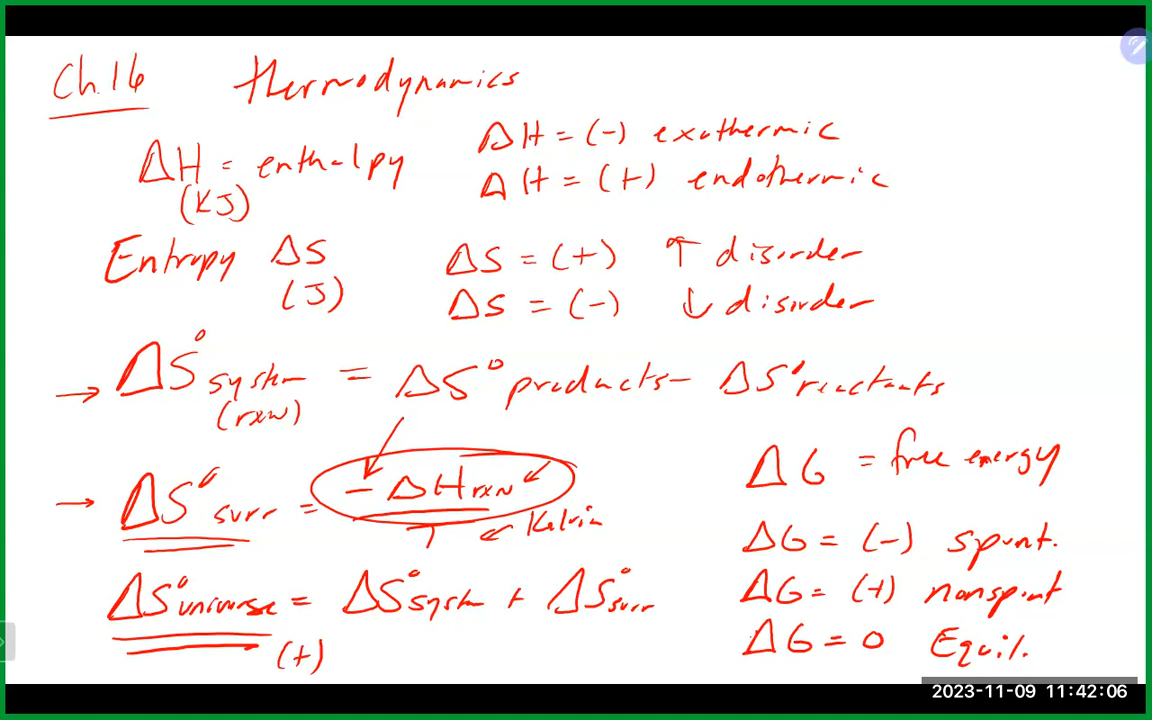 Ch.16 thermodynamics
ΔH = enthalpy
(KJ)
ΔH = (-) exothermic
ΔH = (+) endothermic
Entropy ΔS
(J)
ΔS = (+) ↑ disorder
ΔS = (-) ↓ disorder
→ ΔS° system = ΔS° products - ΔS° reactants
(rxn)
→ ΔS° surr = -ΔH rxn
T ← Kelvin
ΔS° universe = ΔS° system + ΔS° surr
(+)
ΔG = free energy
ΔG = (-) spont.
ΔG = (+) nonspont
ΔG = 0 Equil.
2023-11-09 11:42:06